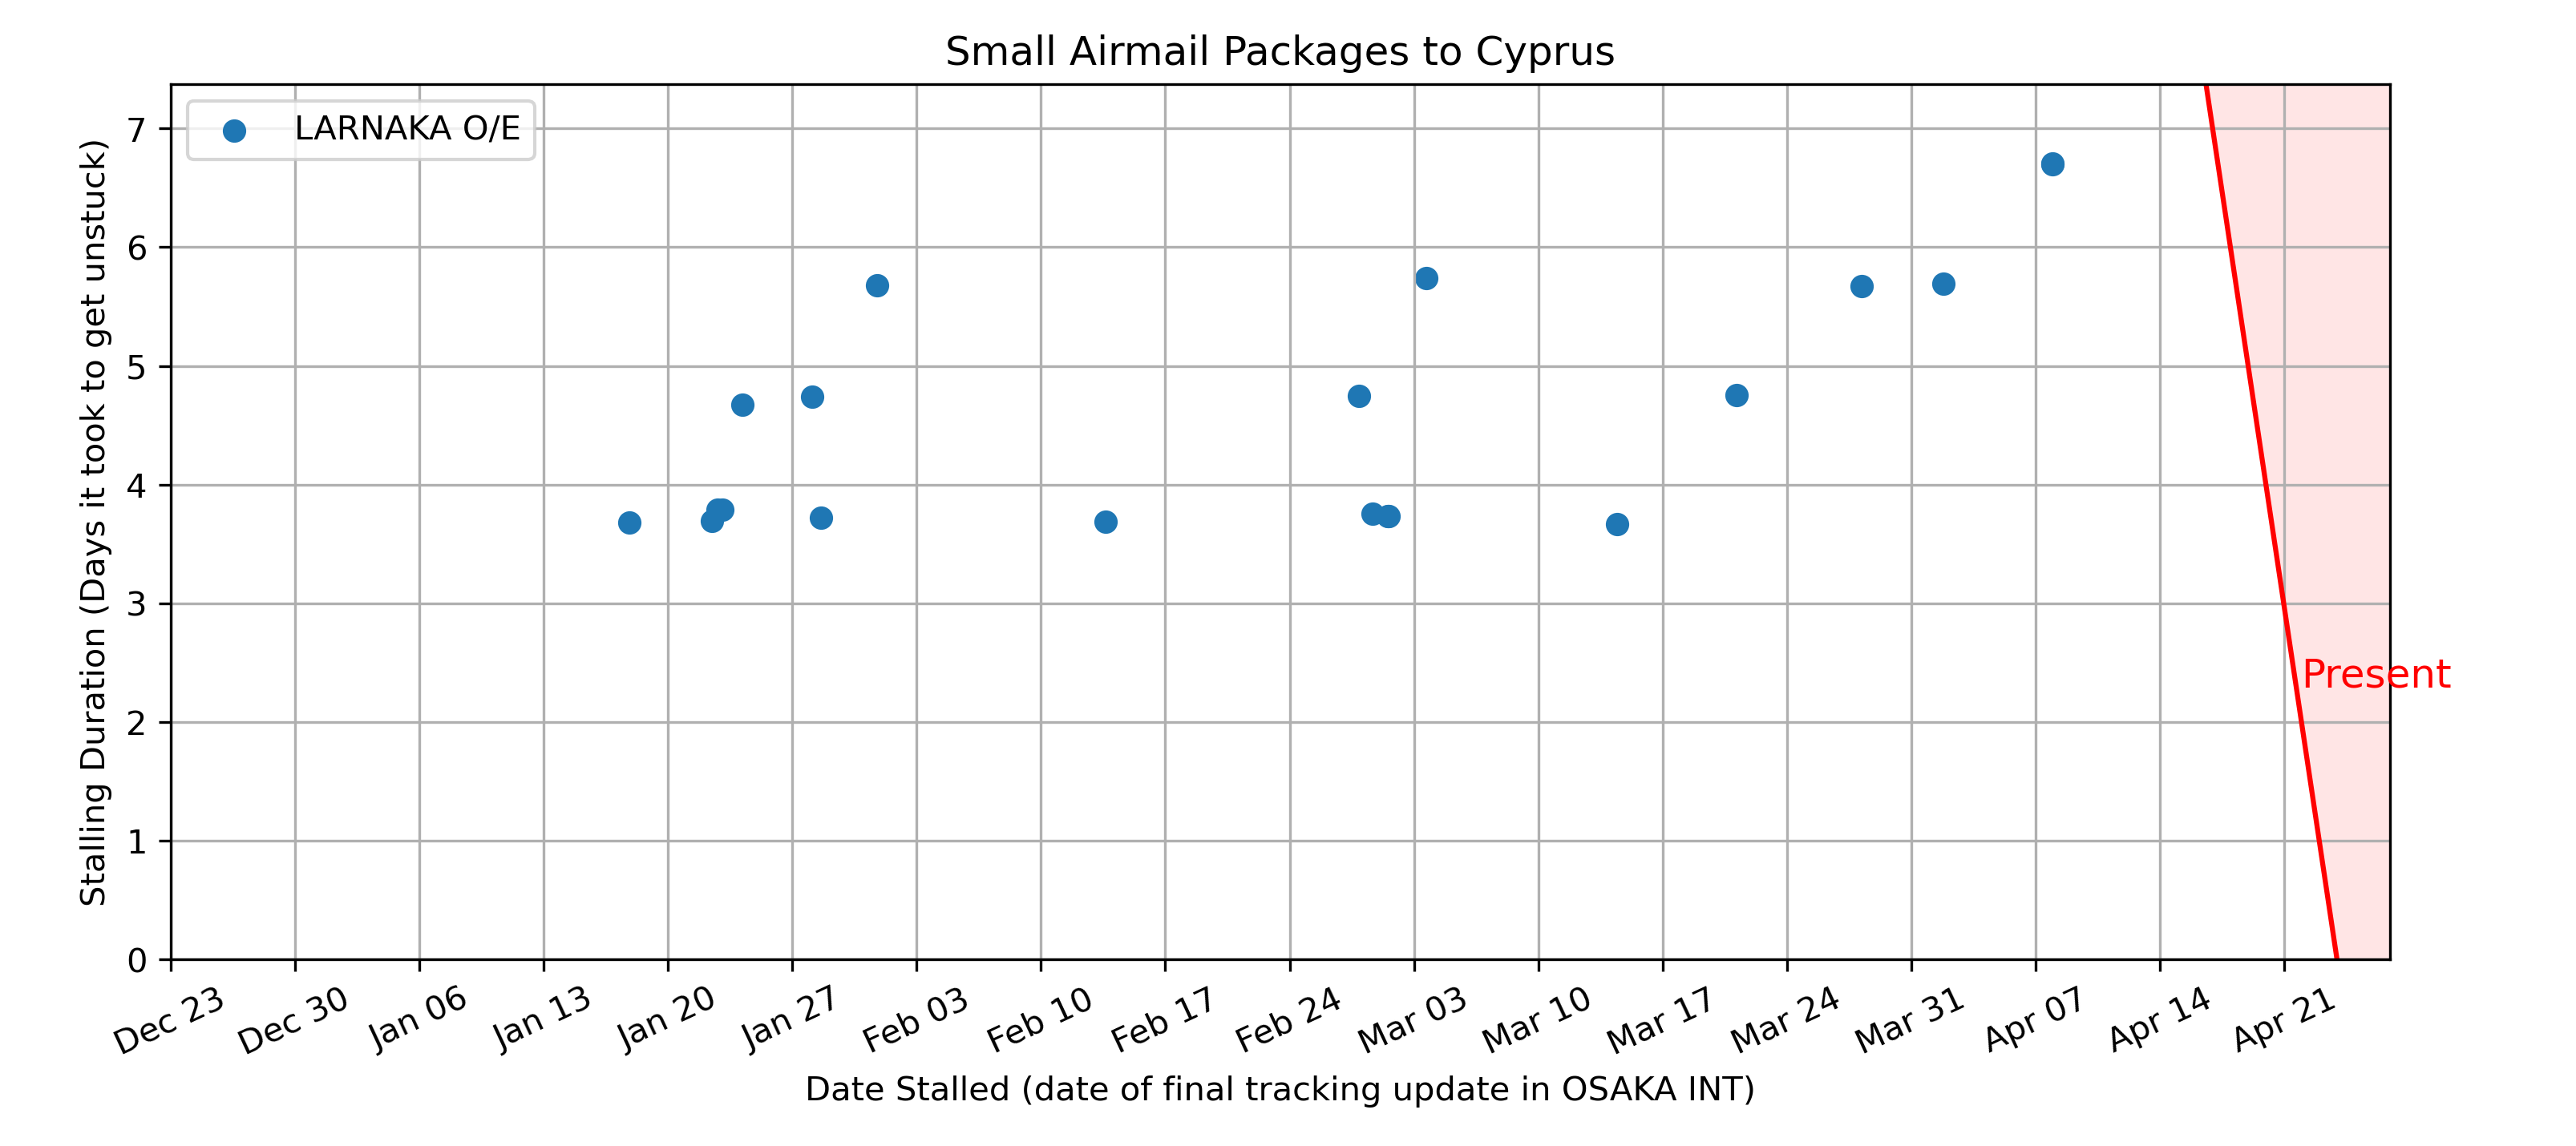 Small Airmail Packages to Cyprus
LARNAKA O/E
Stalling Duration (Days it took to get unstuck)
7
6
5
4
3
2
1
0
Present
Dec 23
Dec 30
Jan 06
Jan 13
Jan 20
Jan 27
Feb 03
Feb 10
Feb 17
Feb 24
Mar 03
Mar 10
Mar 17
Mar 24
Mar 31
Apr 07
Apr 14
Apr 21
Date Stalled (date of final tracking update in OSAKA INT)